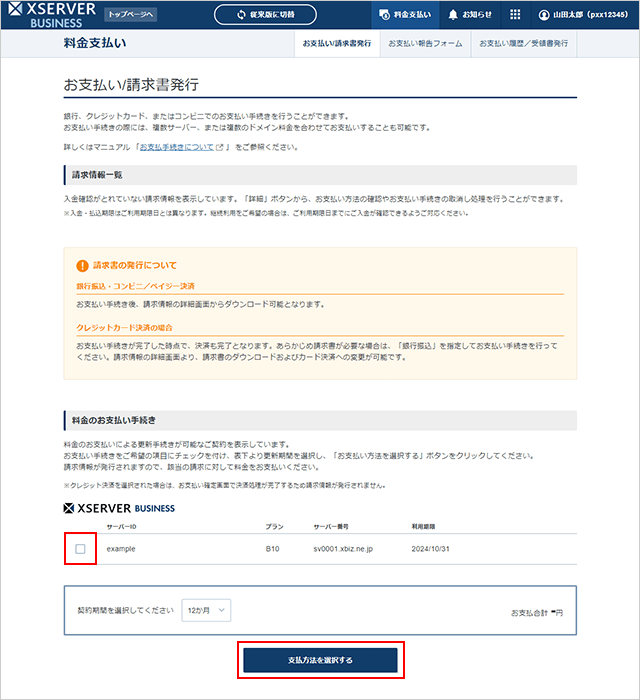 XSERVER BUSINESS
トップページへ
従来版に切替
料金支払い
お知らせ
山田太郎 (pxx12345)
料金支払い
お支払い/請求書発行
お支払い報告フォーム
お支払い履歴／受領書発行
お支払い/請求書発行
銀行、クレジットカード、またはコンビニでのお支払い手続きを行うことができます。
お支払い手続きの際には、複数サーバー、または複数のドメイン料金を合わせてお支払いすることも可能です。
詳しくはマニュアル「お支払手続きについて」をご参照ください。
請求情報一覧
入金確認がとれていない請求情報を表示しています。「詳細」ボタンから、お支払い方法の確認やお支払い手続きの取消し処理を行うことができます。
※入金・払込期限はご利用期限日とは異なります。継続利用をご希望の場合は、ご利用期限日までにご入金が確認できるようご対応ください。
請求書の発行について
銀行振込・コンビニ／ペイジー決済
お支払い手続き後、請求情報の詳細画面からダウンロード可能となります。
クレジットカード決済の場合
お支払い手続きが完了した時点で、決済も完了となります。あらかじめ請求書が必要な場合は、「銀行振込」を指定してお支払い手続きを行って
ください。請求情報の詳細画面より、請求書のダウンロードおよびカード決済への変更が可能です。
料金のお支払い手続き
料金のお支払いによる更新手続きが可能なご契約を表示しています。
お支払い手続きをご希望の項目にチェックを付け、表下より更新期間を選択し、「お支払い方法を選択する」ボタンをクリックしてください。
請求情報が発行されますので、該当の請求に対して料金をお支払いください。
※クレジット決済を選択された場合は、お支払い確定画面で決済処理が完了するため請求情報が発行されません。
XSERVER BUSINESS
サーバーID プラン サーバー番号 利用期限
example B10 sv0001.xbiz.ne.jp 2024/10/31
契約期間を選択してください 12か月 お支払合計 -円
支払方法を選択する